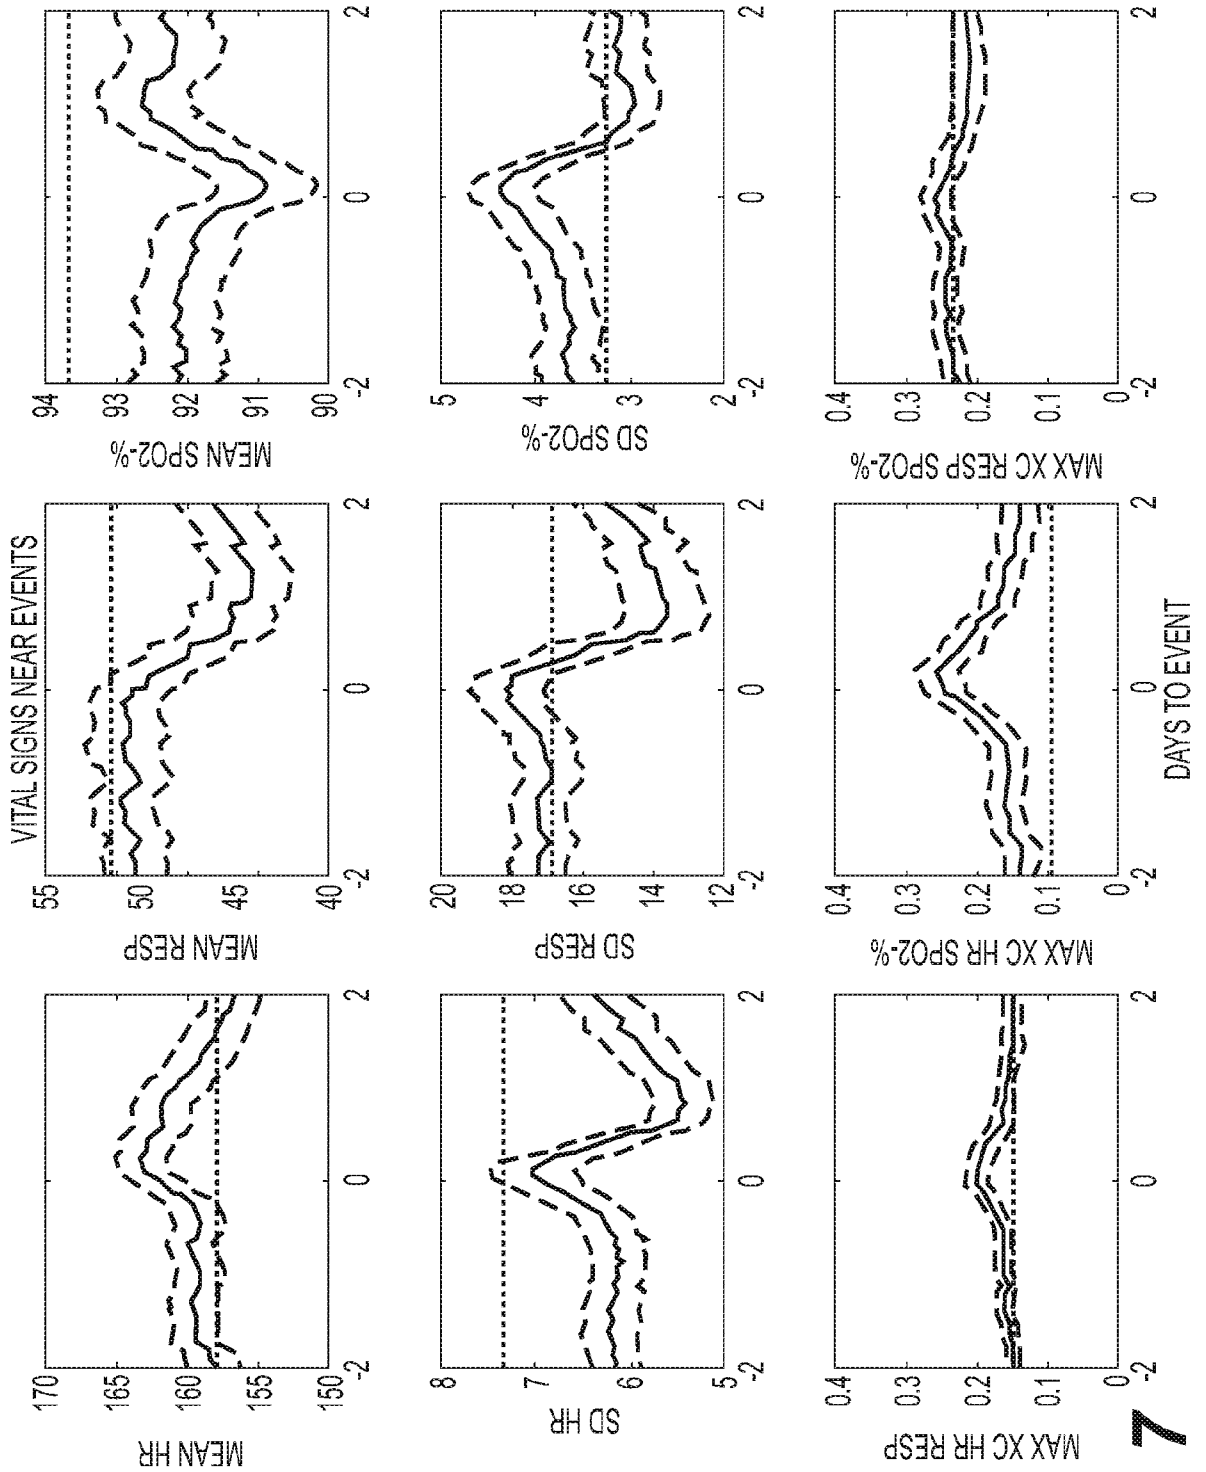 VITAL SIGNS NEAR EVENTS
MEAN HR
170
165
160
155
150
-2 0 2
MEAN RESP
55
50
45
40
-2 0 2
MEAN SPO2-%
94
93
92
91
90
-2 0 2
SD HR
8
7
6
5
-2 0 2
SD RESP
20
18
16
14
12
-2 0 2
SD SPO2-%
5
4
3
2
-2 0 2
MAX XC HR RESP
0.4
0.3
0.2
0.1
0
-2 0 2
MAX XC HR SPO2-%
0.4
0.3
0.2
0.1
0
-2 0 2
MAX XC RESP SPO2-%
0.4
0.3
0.2
0.1
0
-2 0 2
DAYS TO EVENT
7